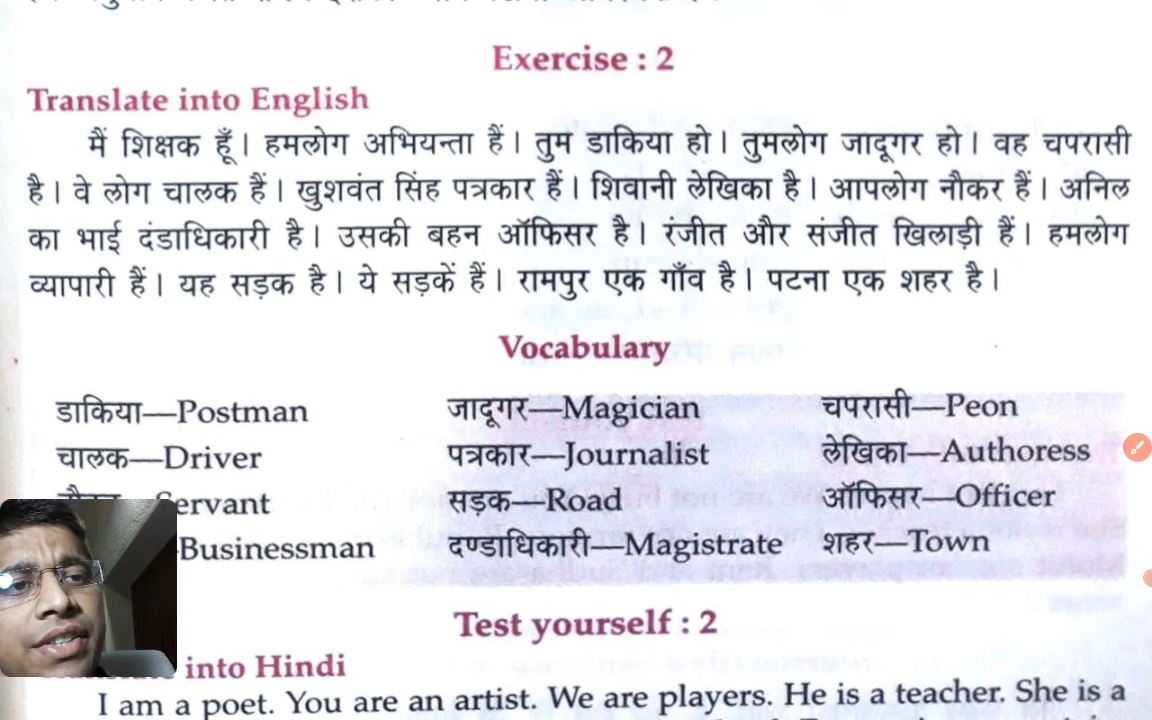 Exercise : 2
Translate into English
मैं शिक्षक हूँ। हमलोग अभियन्ता हैं। तुम डाकिया हो। तुमलोग जादूगर हो। वह चपरासी
है। वे लोग चालक हैं। खुशवंत सिंह पत्रकार हैं। शिवानी लेखिका है। आपलोग नौकर हैं। अनिल
का भाई दंडाधिकारी है। उसकी बहन ऑफिसर है। रंजीत और संजीत खिलाड़ी हैं। हमलोग
व्यापारी हैं। यह सड़क है। ये सड़कें हैं। रामपुर एक गाँव है। पटना एक शहर है।
Vocabulary
डाकिया—Postman जादूगर—Magician चपरासी—Peon
चालक—Driver पत्रकार—Journalist लेखिका—Authoress
सड़क—Road ऑफिसर—Officer
Businessman दण्डाधिकारी—Magistrate शहर—Town
Test yourself : 2
into Hindi
I am a poet. You are an artist. We are players. He is a teacher. She is a